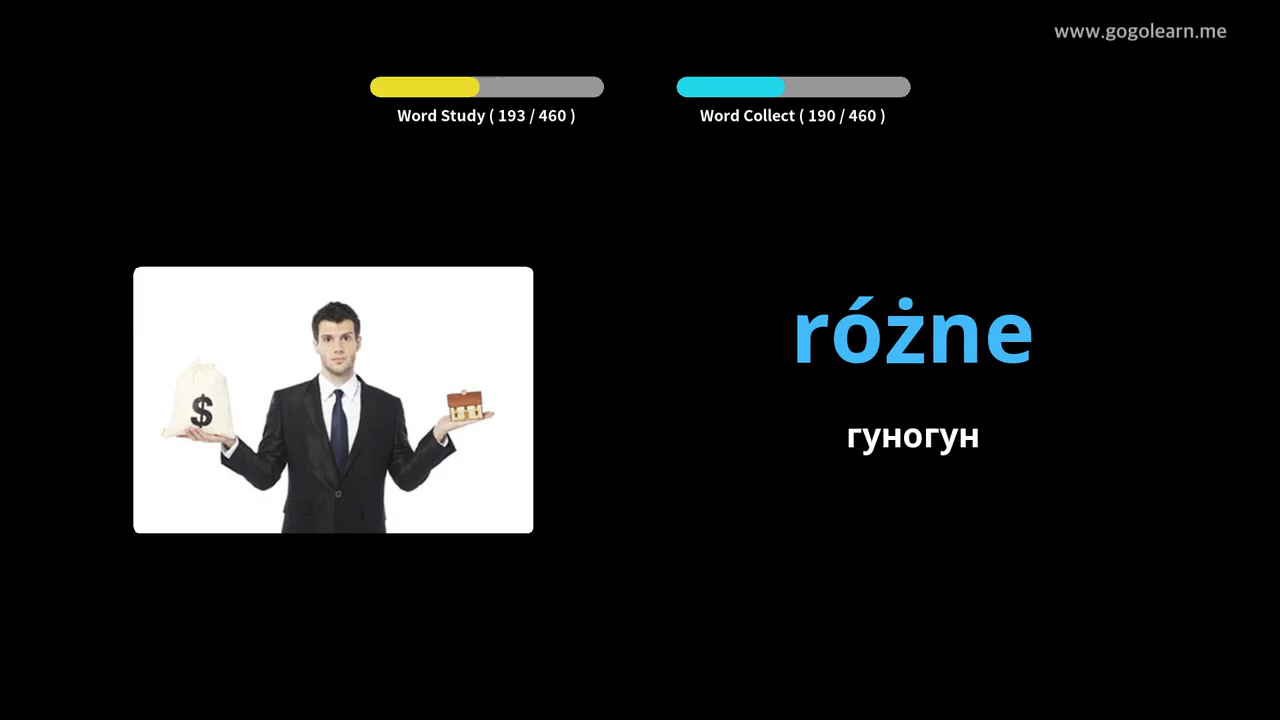 www.gogolearn.me
Word Study ( 193 / 460 )
Word Collect ( 190 / 460 )
$
różne
гуногун